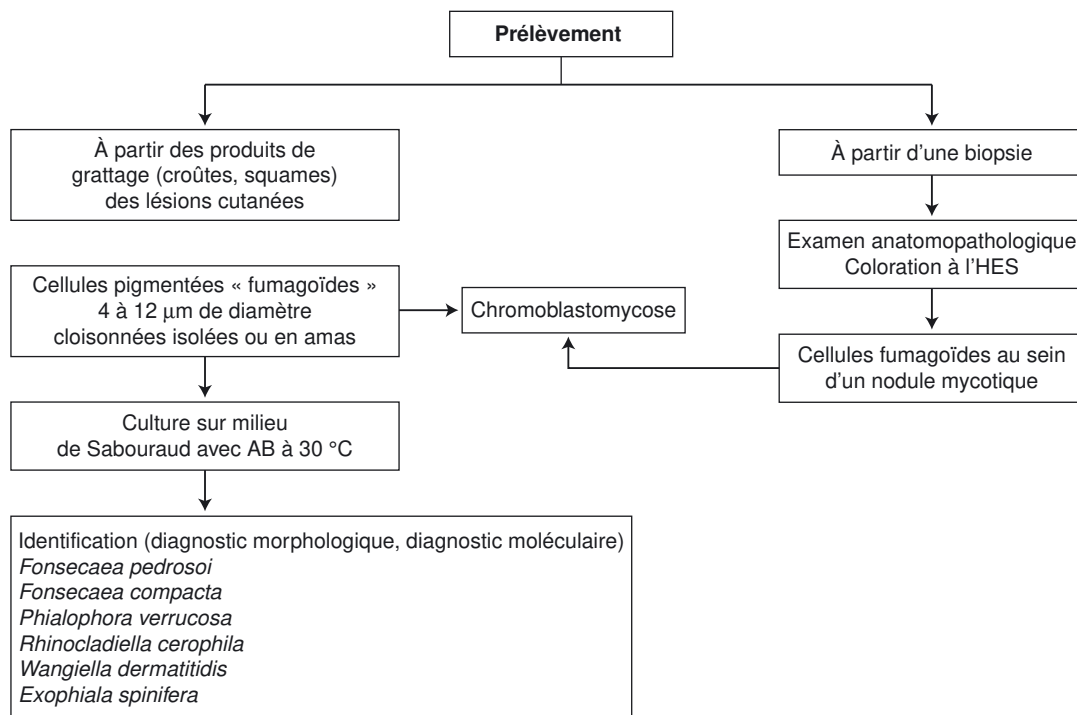 Prélèvement
À partir des produits de
grattage (croûtes, squames)
des lésions cutanées
À partir d'une biopsie
Examen anatomopathologique
Coloration à l'HES
Cellules pigmentées « fumagoïdes »
4 à 12 μm de diamètre
cloisonnées isolées ou en amas
Chromoblastomycose
Cellules fumagoïdes au sein
d'un nodule mycotique
Culture sur milieu
de Sabouraud avec AB à 30 °C
Identification (diagnostic morphologique, diagnostic moléculaire)
Fonsecaea pedrosoi
Fonsecaea compacta
Phialophora verrucosa
Rhinocladiella cerophila
Wangiella dermatitidis
Exophiala spinifera